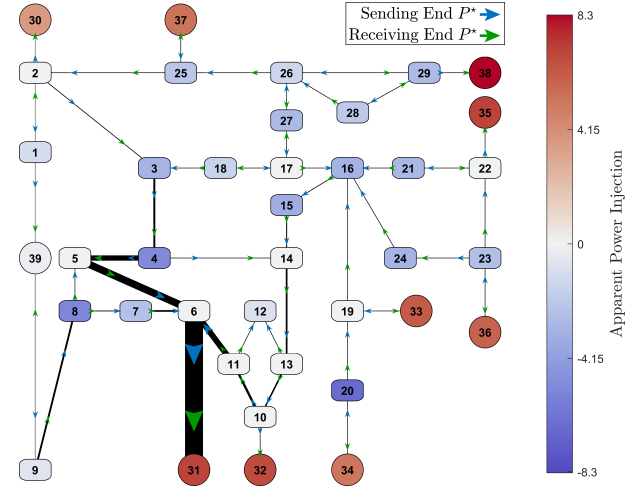 Sending End P*
Receiving End P*
30 37
2 25 26 29 38
28 35
27
1 3 18 17 16 21 22
15
39 5 4 14 24 23
8 7 6 12 19 33
36
11 13
20
10
9 31 32 34
8.3
4.15
0
-4.15
-8.3
Apparent Power Injection